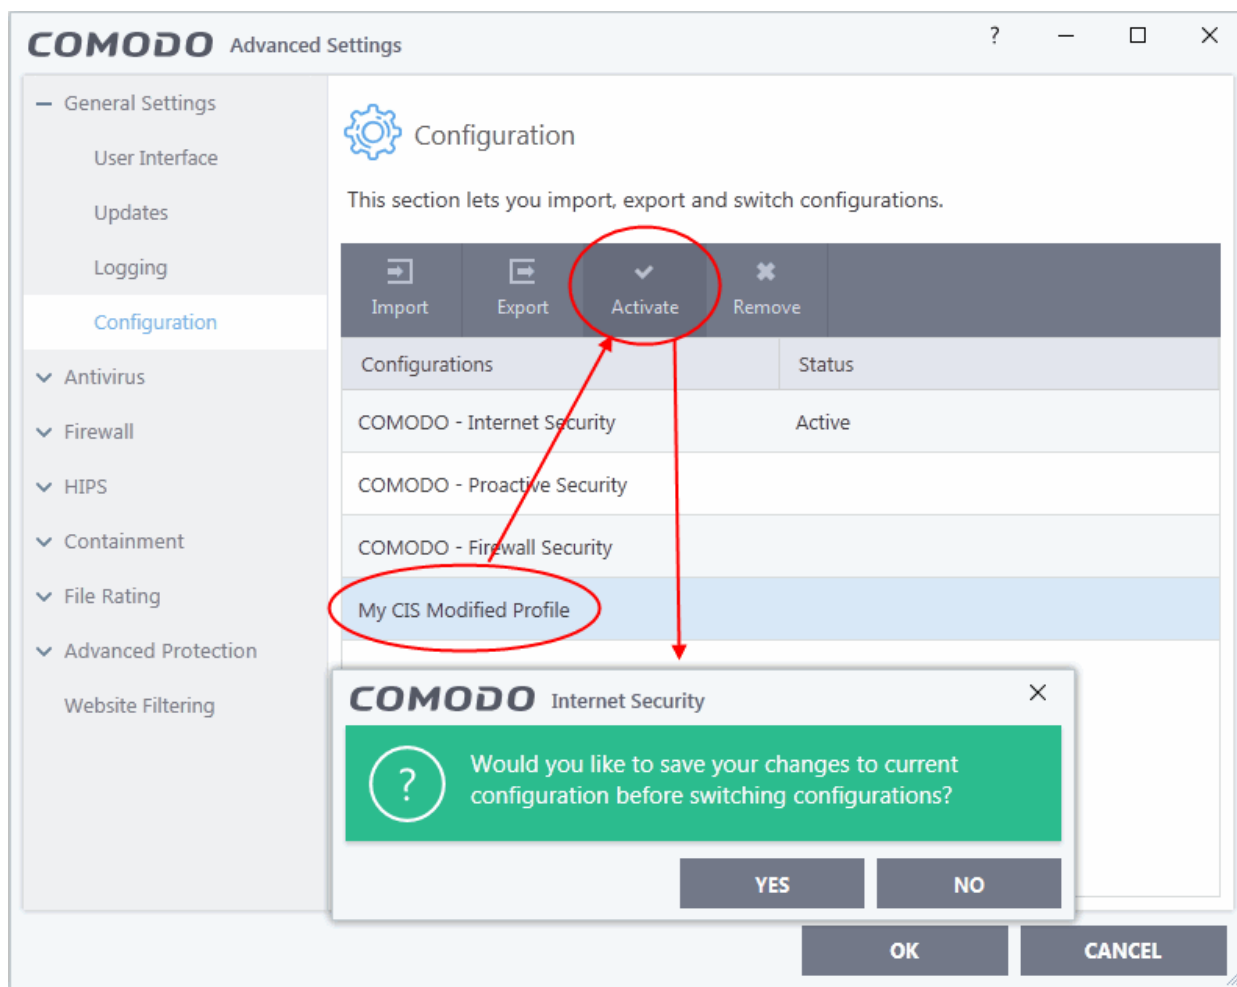 COMODO Advanced Settings ?
General Settings
User Interface
Updates
Logging
Configuration
Antivirus
Firewall
HIPS
Containment
File Rating
Advanced Protection
Website Filtering
Configuration
This section lets you import, export and switch configurations.
Import Export Activate Remove
Configurations Status
COMODO - Internet Security Active
COMODO - Proactive Security
COMODO - Firewall Security
My CIS Modified Profile
COMODO Internet Security
?
Would you like to save your changes to current
configuration before switching configurations?
YES NO
OK CANCEL